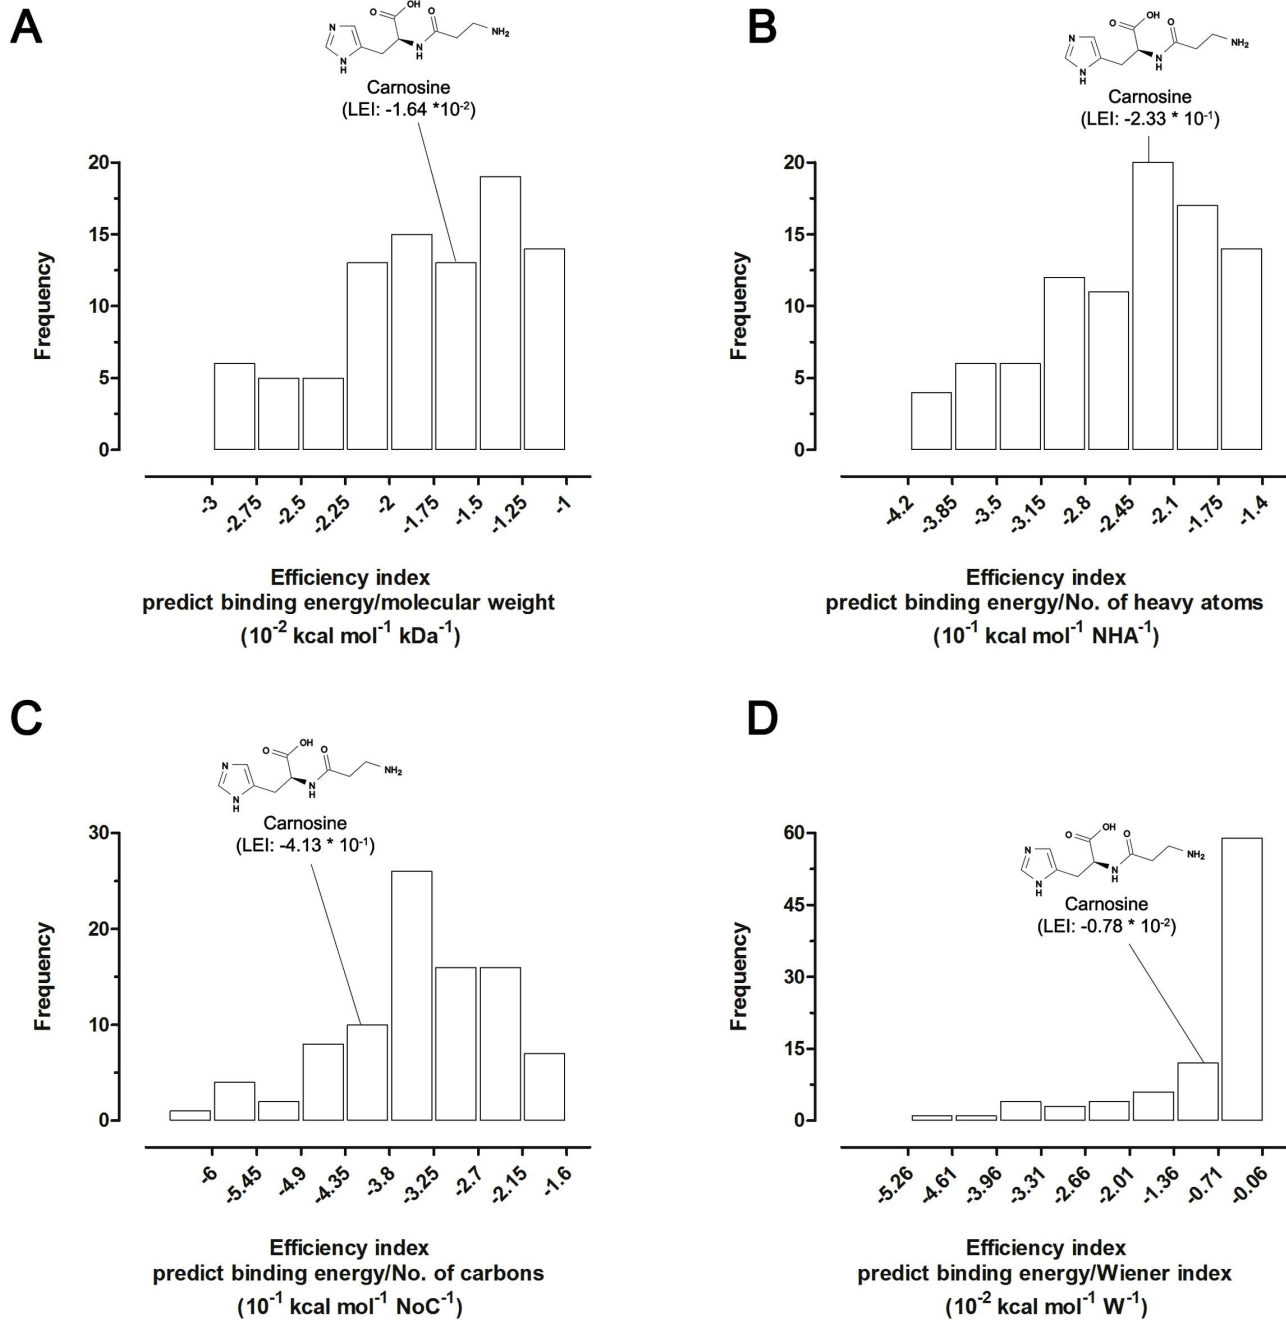 A
N
N
H
O
OH
N
H
O
NH₂
Carnosine
(LEI: -1.64 *10⁻²)
Frequency
20
15
10
5
0
-3
-2.75
-2.5
-2.25
-2
-1.75
-1.5
-1.25
-1
Efficiency index
predict binding energy/molecular weight
(10⁻² kcal mol⁻¹ kDa⁻¹)
B
N
N
H
O
OH
N
H
O
NH₂
Carnosine
(LEI: -2.33 * 10⁻¹)
Frequency
20
15
10
5
0
-4.2
-3.85
-3.5
-3.15
-2.8
-2.45
-2.1
-1.75
-1.4
Efficiency index
predict binding energy/No. of heavy atoms
(10⁻¹ kcal mol⁻¹ NHA⁻¹)
C
N
N
H
O
OH
N
H
O
NH₂
Carnosine
(LEI: -4.13 * 10⁻¹)
Frequency
30
20
10
0
-6
-5.45
-4.9
-4.35
-3.8
-3.25
-2.7
-2.15
-1.6
Efficiency index
predict binding energy/No. of carbons
(10⁻¹ kcal mol⁻¹ NoC⁻¹)
D
N
N
H
O
OH
N
H
O
NH₂
Carnosine
(LEI: -0.78 * 10⁻²)
Frequency
60
45
30
15
0
-5.26
-4.61
-3.96
-3.31
-2.66
-2.01
-1.36
-0.71
-0.06
Efficiency index
predict binding energy/Wiener index
(10⁻² kcal mol⁻¹ W⁻¹)